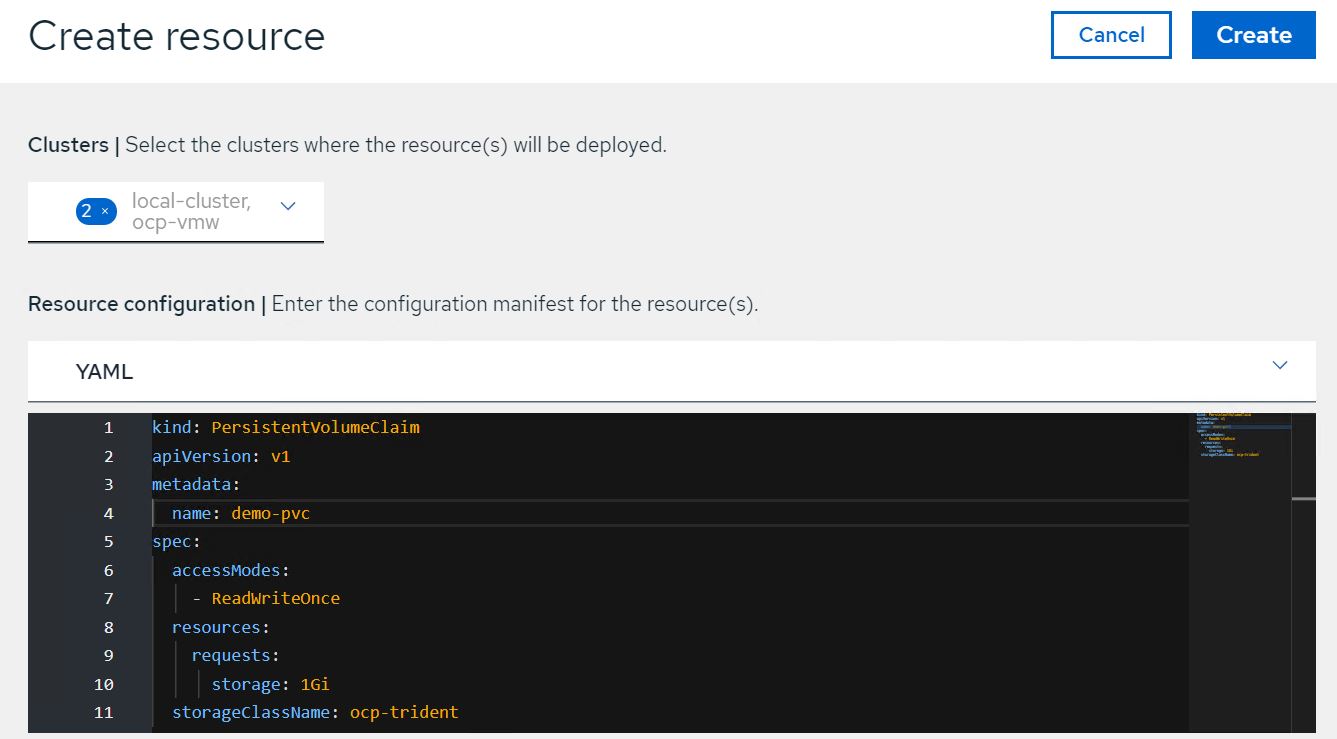 Create resource
Cancel
Create
Clusters | Select the clusters where the resource(s) will be deployed.
2 ×
local-cluster,
ocp-vmw
Resource configuration | Enter the configuration manifest for the resource(s).
YAML
1 kind: PersistentVolumeClaim
2 apiVersion: v1
3 metadata:
4   name: demo-pvc
5 spec:
6   accessModes:
7     - ReadWriteOnce
8   resources:
9     requests:
10       storage: 1Gi
11   storageClassName: ocp-trident